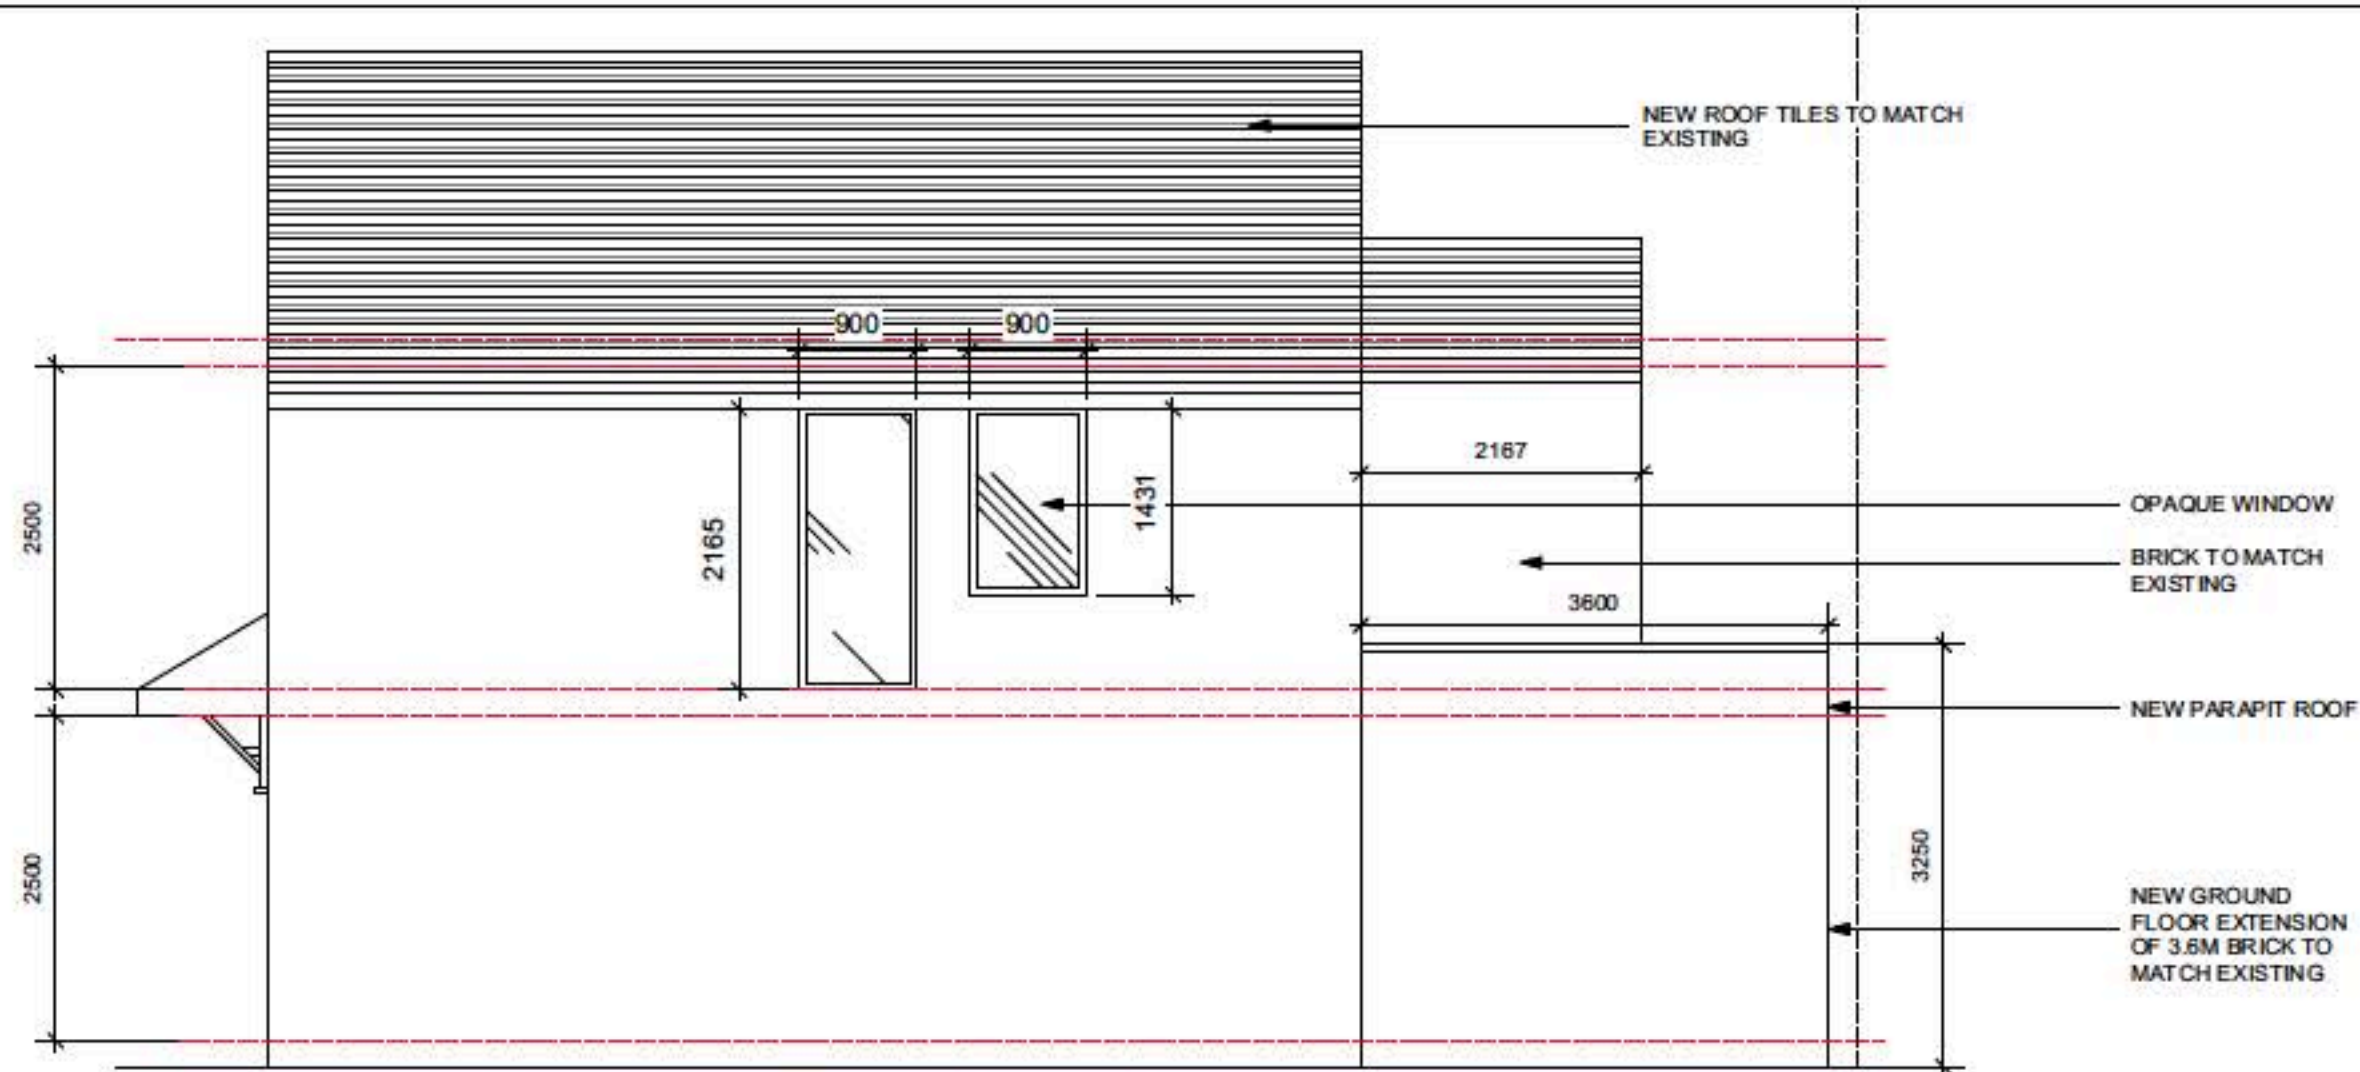 NEW ROOF TILES TO MATCH
EXISTING
900
900
2500
2165
1431
2167
OPAQUE WINDOW
BRICK TO MATCH
EXISTING
3600
NEW PARAPIT ROOF
2500
3250
NEW GROUND
FLOOR EXTENSION
OF 3.6M BRICK TO
MATCH EXISTING